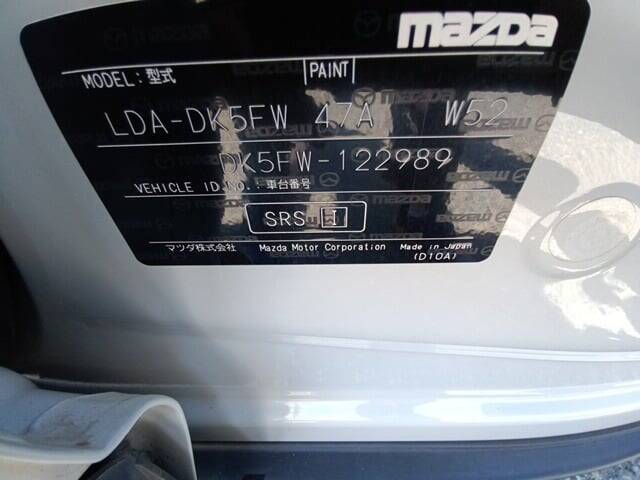 mazda
MODEL:型式 PAINT
LDA-DK5FW 47A W52
DK5FW-122989
VEHICLE ID.NO.:車台番号
SRS
マツダ株式会社 Mazda Motor Corporation Made in Japan
(D10A)